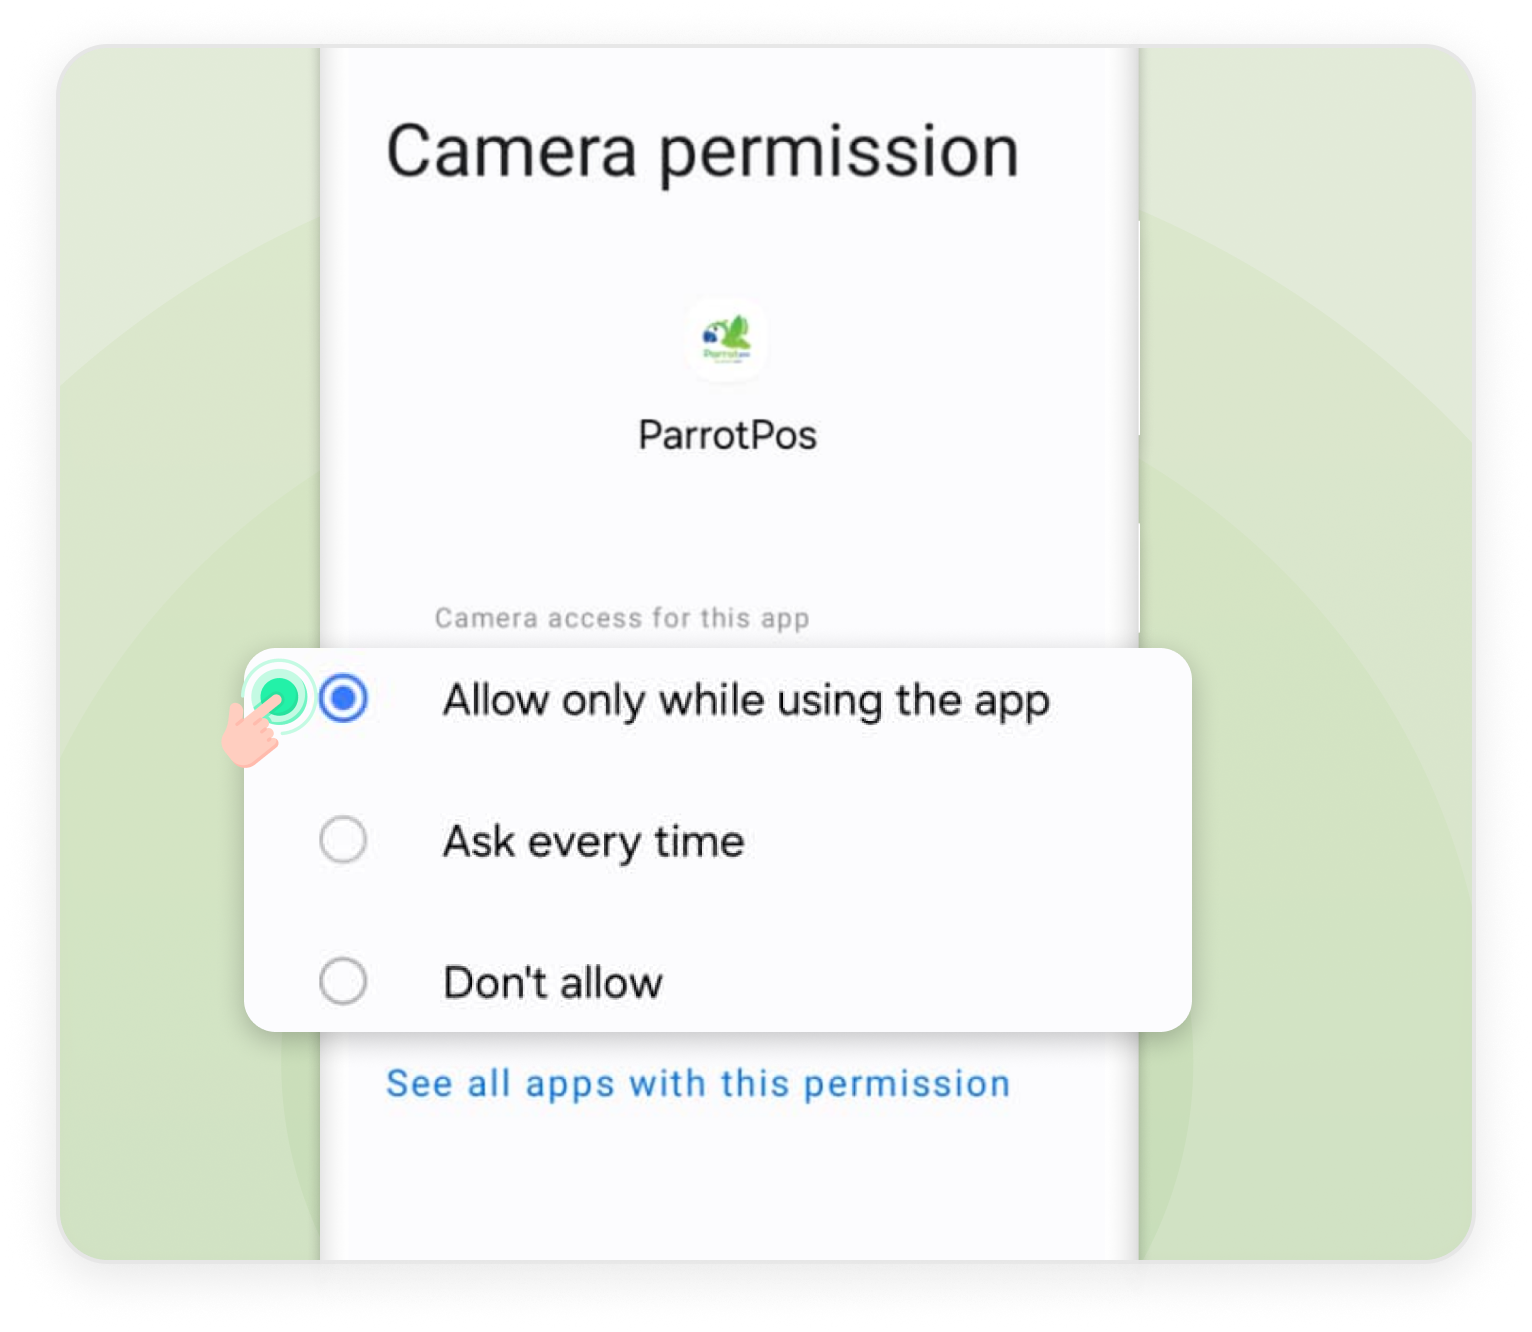 Camera permission
Parrot
ParrotPos
Camera access for this app
Allow only while using the app
Ask every time
Don't allow
See all apps with this permission